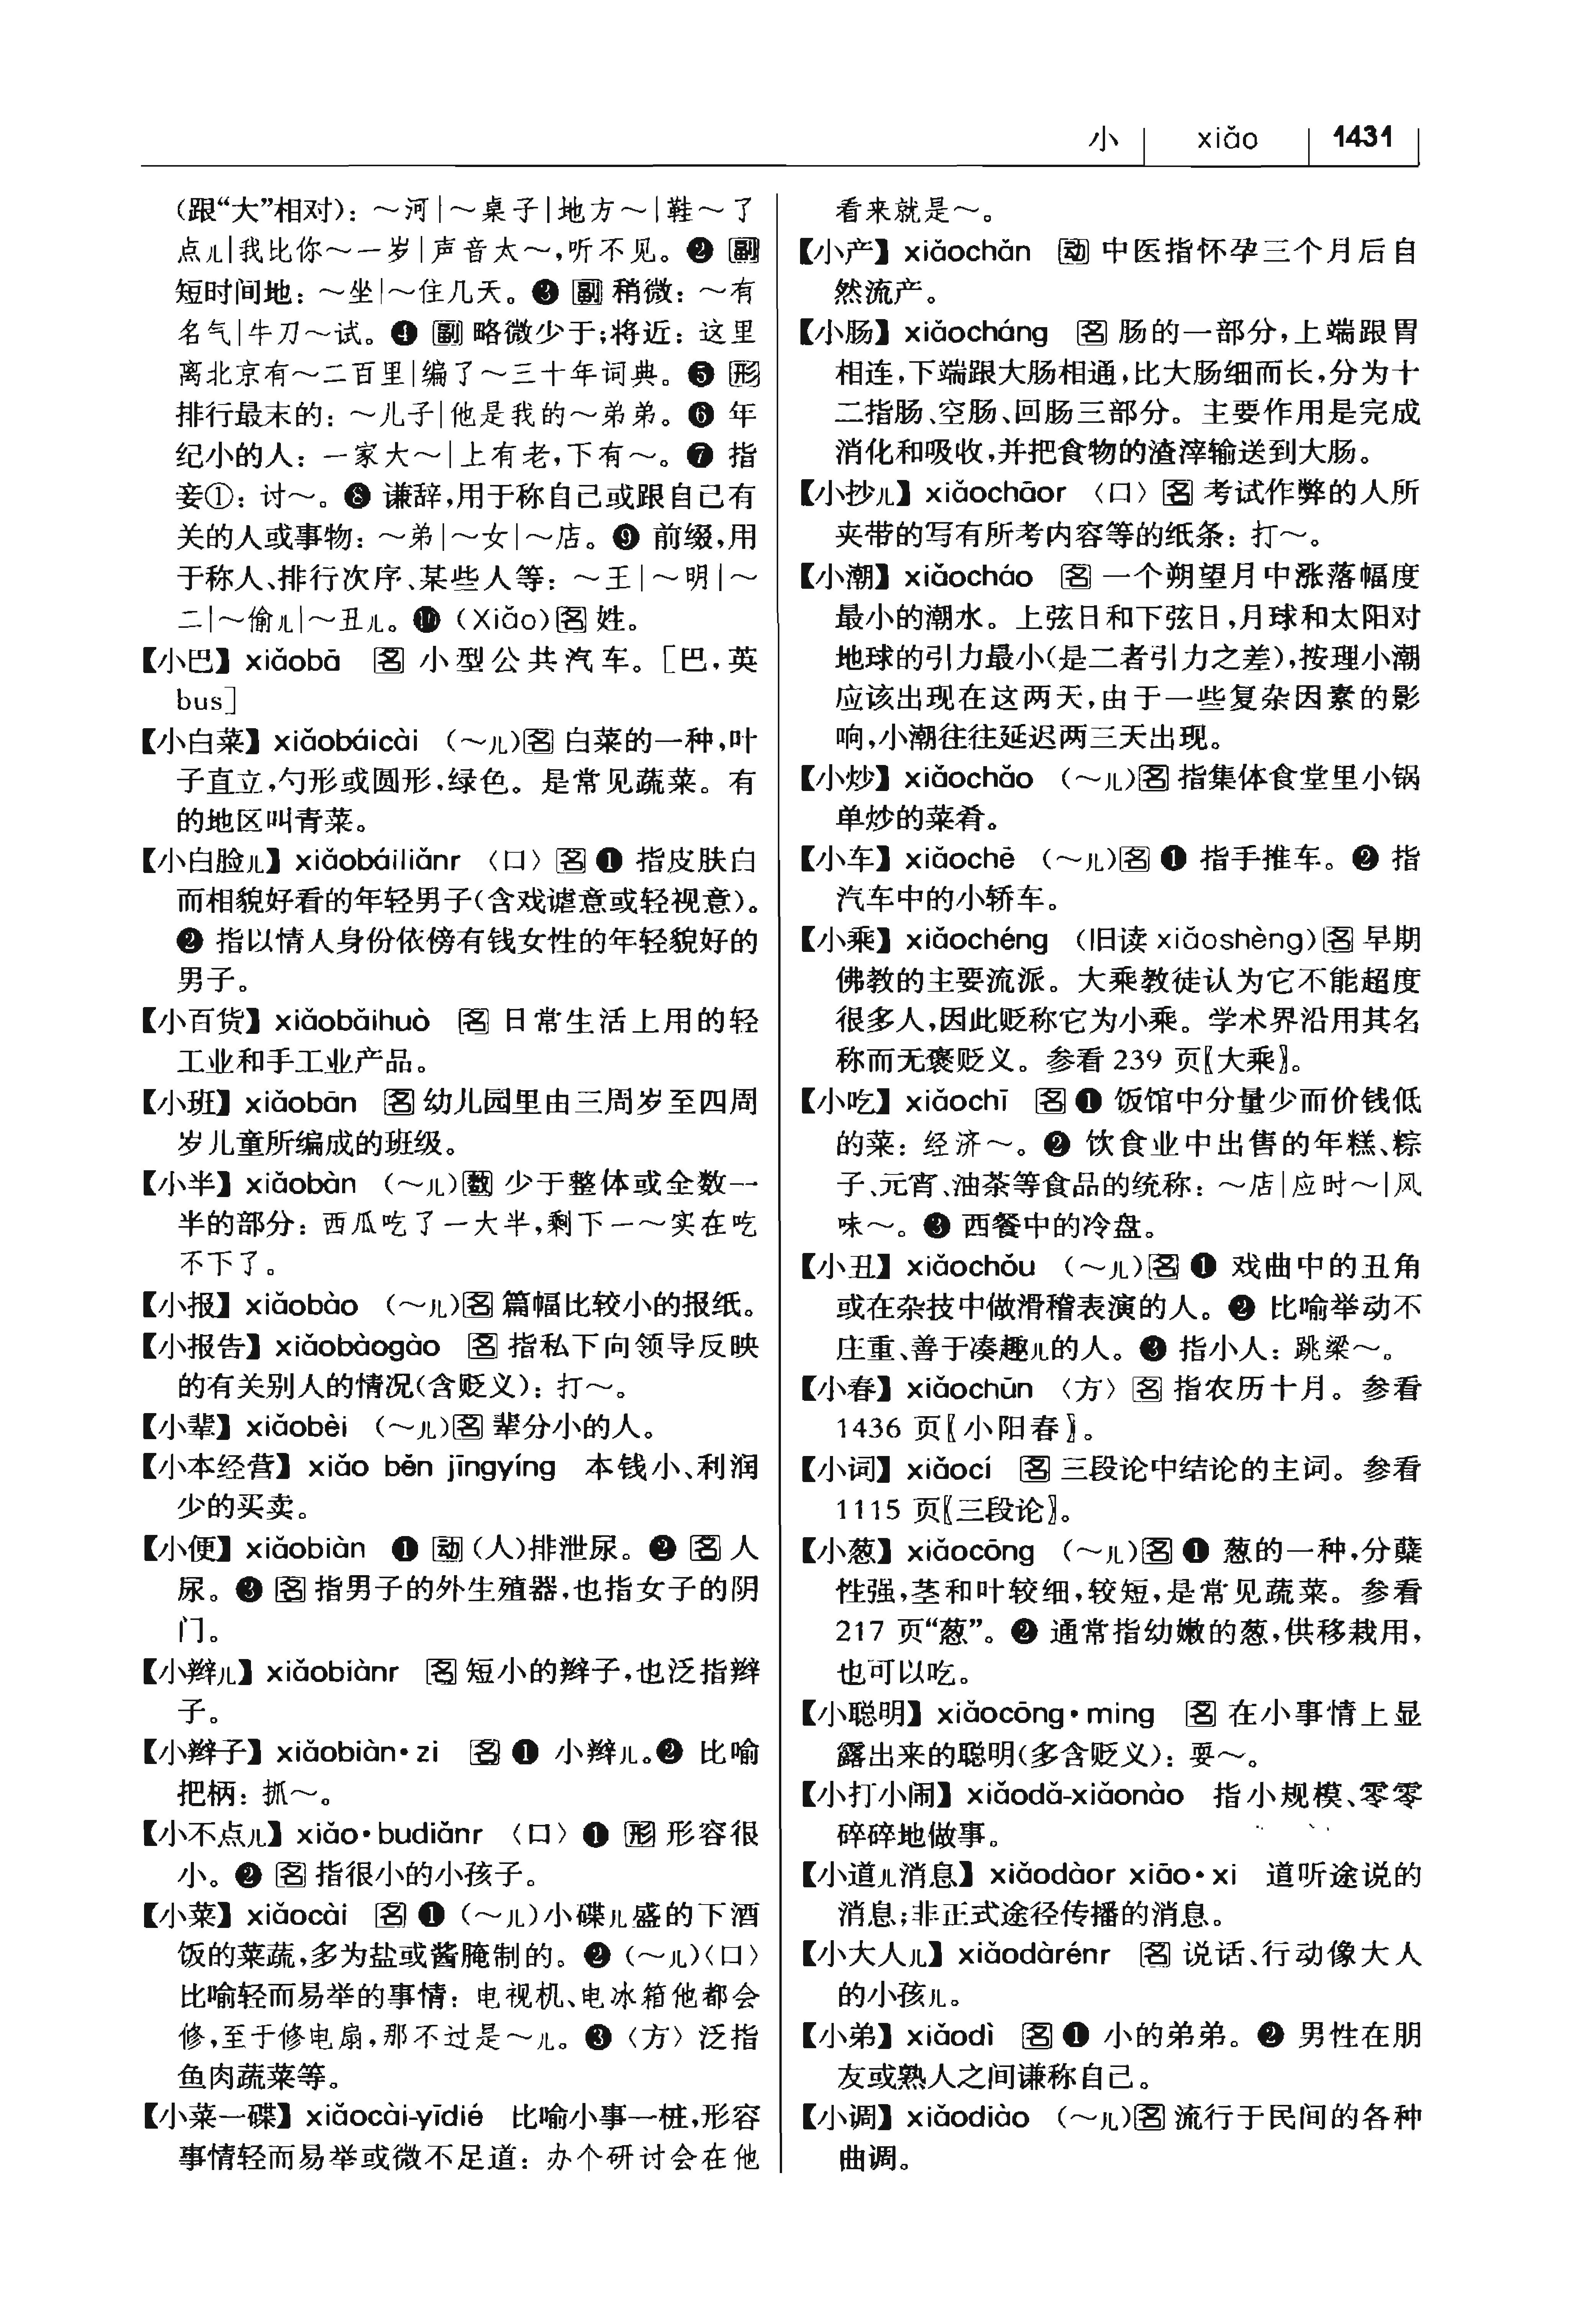 小 xiǎo 1431
(跟“大”相对)：～河|～桌子|地方～|鞋～了
点儿|我比你～一岁|声音太～,听不见。❷ 副
短时间地：～坐|～住几天。❸ 副 稍微：～有
名气|牛刀～试。❹ 副 略微少于;将近：这里
离北京有～二百里|编了～三十年词典。❺ 形
排行最末的：～儿子|他是我的～弟弟。❻ 年
纪小的人：一家大～|上有老,下有～。❼ 指
妾①：讨～。❽ 谦辞,用于称自己或跟自己有
关的人或事物：～弟|～女|～店。❾ 前缀,用
于称人、排行次序、某些人等：～王|～明|～
二|～偷儿|～丑儿。❿（Xiǎo）名 姓。
【小巴】xiǎobā 名 小型公共汽车。[巴,英
bus]
【小白菜】xiǎobáicài （～儿)名 白菜的一种,叶
子直立,勺形或圆形,绿色。是常见蔬菜。有
的地区叫青菜。
【小白脸儿】xiǎobáiliǎnr 〈口〉名 ❶ 指皮肤白
而相貌好看的年轻男子(含戏谑意或轻视意)。
❷ 指以情人身份依傍有钱女性的年轻貌好的
男子。
【小百货】xiǎobǎihuò 名 日常生活上用的轻
工业和手工业产品。
【小班】xiǎobān 名 幼儿园里由三周岁至四周
岁儿童所编成的班级。
【小半】xiǎobàn （～儿)数 少于整体或全数一
半的部分：西瓜吃了一大半,剩下一～实在吃
不下了。
【小报】xiǎobào （～儿)名 篇幅比较小的报纸。
【小报告】xiǎobàogào 名 指私下向领导反映
的有关别人的情况(含贬义)：打～。
【小辈】xiǎobèi （～儿)名 辈分小的人。
【小本经营】xiǎo běn jīngyíng 本钱小、利润
少的买卖。
【小便】xiǎobiàn ❶ 动 (人)排泄尿。❷ 名 人
尿。❸ 名 指男子的外生殖器,也指女子的阴
门。
【小辫儿】xiǎobiànr 名 短小的辫子,也泛指辫
子。
【小辫子】xiǎobiàn·zi 名 ❶ 小辫儿。❷ 比喻
把柄：抓～。
【小不点儿】xiǎo·budiǎnr 〈口〉❶ 形 形容很
小。❷ 名 指很小的小孩子。
【小菜】xiǎocài 名 ❶（～儿)小碟儿盛的下酒
饭的菜蔬,多为盐或酱腌制的。❷（～儿)〈口〉
比喻轻而易举的事情：电视机、电冰箱他都会
修,至于修电扇,那不过是～儿。❸〈方〉泛指
鱼肉蔬菜等。
【小菜一碟】xiǎocài-yīdié 比喻小事一桩,形容
事情轻而易举或微不足道：办个研讨会在他
看来就是～。
【小产】xiǎochǎn 动 中医指怀孕三个月后自
然流产。
【小肠】xiǎocháng 名 肠的一部分,上端跟胃
相连,下端跟大肠相通,比大肠细而长,分为十
二指肠、空肠、回肠三部分。主要作用是完成
消化和吸收,并把食物的渣滓输送到大肠。
【小抄儿】xiǎochāor 〈口〉名 考试作弊的人所
夹带的写有所考内容等的纸条：打～。
【小潮】xiǎocháo 名 一个朔望月中涨落幅度
最小的潮水。上弦日和下弦日,月球和太阳对
地球的引力最小(是二者引力之差),按理小潮
应该出现在这两天,由于一些复杂因素的影
响,小潮往往延迟两三天出现。
【小炒】xiǎochǎo （～儿)名 指集体食堂里小锅
单炒的菜肴。
【小车】xiǎochē （～儿)名 ❶ 指手推车。❷ 指
汽车中的小轿车。
【小乘】xiǎochéng （旧读 xiǎoshèng)名 早期
佛教的主要流派。大乘教徒认为它不能超度
很多人,因此贬称它为小乘。学术界沿用其名
称而无褒贬义。参看 239 页〖大乘〗。
【小吃】xiǎochī 名 ❶ 饭馆中分量少而价钱低
的菜：经济～。❷ 饮食业中出售的年糕、粽
子、元宵、油茶等食品的统称：～店|应时～|风
味～。❸ 西餐中的冷盘。
【小丑】xiǎochǒu （～儿)名 ❶ 戏曲中的丑角
或在杂技中做滑稽表演的人。❷ 比喻举动不
庄重、善于凑趣儿的人。❸ 指小人：跳梁～。
【小春】xiǎochūn 〈方〉名 指农历十月。参看
1436 页〖小阳春〗。
【小词】xiǎocí 名 三段论中结论的主词。参看
1115 页〖三段论〗。
【小葱】xiǎocōng （～儿)名 ❶ 葱的一种,分蘖
性强,茎和叶较细,较短,是常见蔬菜。参看
217 页“葱”。❷ 通常指幼嫩的葱,供移栽用,
也可以吃。
【小聪明】xiǎocōng·ming 名 在小事情上显
露出来的聪明(多含贬义)：耍～。
【小打小闹】xiǎodǎ-xiǎonào 指小规模、零零
碎碎地做事。
【小道儿消息】xiǎodàor xiāo·xi 道听途说的
消息;非正式途径传播的消息。
【小大人儿】xiǎodàrénr 名 说话、行动像大人
的小孩儿。
【小弟】xiǎodì 名 ❶ 小的弟弟。❷ 男性在朋
友或熟人之间谦称自己。
【小调】xiǎodiào （～儿)名 流行于民间的各种
曲调。